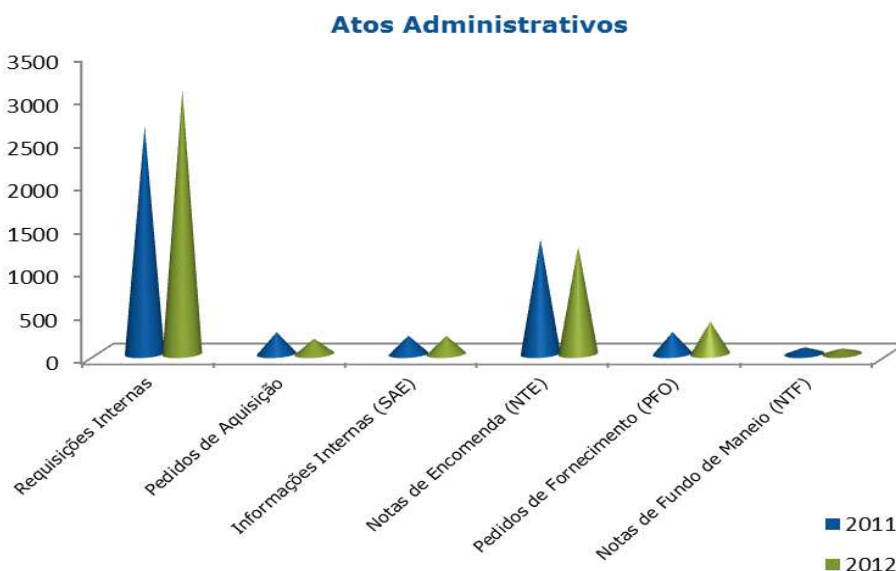 Atos Administrativos
3500
3000
2500
2000
1500
1000
500
0
Requisições Internas
Pedidos de Aquisição
Informações Internas (SAE)
Notas de Encomenda (NTE)
Pedidos de Fornecimento (PFO)
Notas de Fundo de Maneio (NTF)
2011
2012